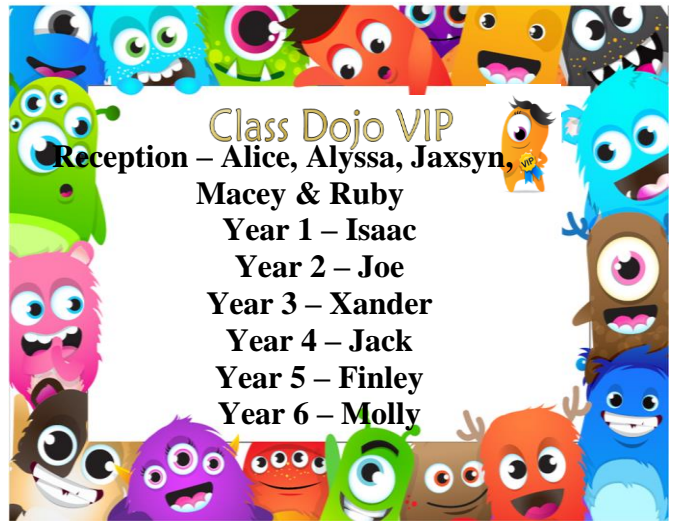 Class Dojo VIP
Reception – Alice, Alyssa, Jaxsyn,
VIP
Macey & Ruby
Year 1 – Isaac
Year 2 – Joe
Year 3 – Xander
Year 4 – Jack
Year 5 – Finley
Year 6 – Molly